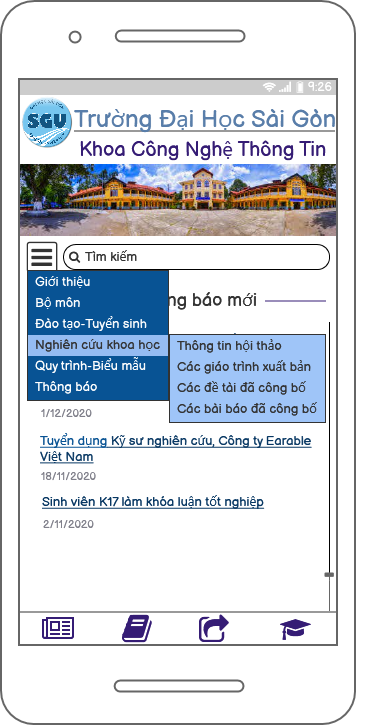 9:26
SGU
Trường Đại Học Sài Gòn
Khoa Công Nghệ Thông Tin
Tìm kiếm
Giới thiệu
Bộ môn
báo mới
Đào tạo-Tuyển sinh
Nghiên cứu khoa học
Thông tin hội thảo
Quy trình-Biểu mẫu
Các giáo trình xuất bản
Thông báo
Các đề tài đã công bố
Các bài báo đã công bố
1/12/2020
Tuyển dụng Kỹ sư nghiên cứu, Công ty Earable
Việt Nam
18/11/2020
Sinh viên K17 làm khóa luận tốt nghiệp
2/11/2020